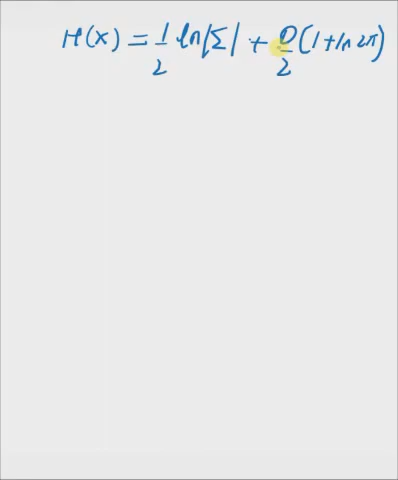 H(x) = 1/2 ln|Σ| + D/2 (1 + ln 2π)